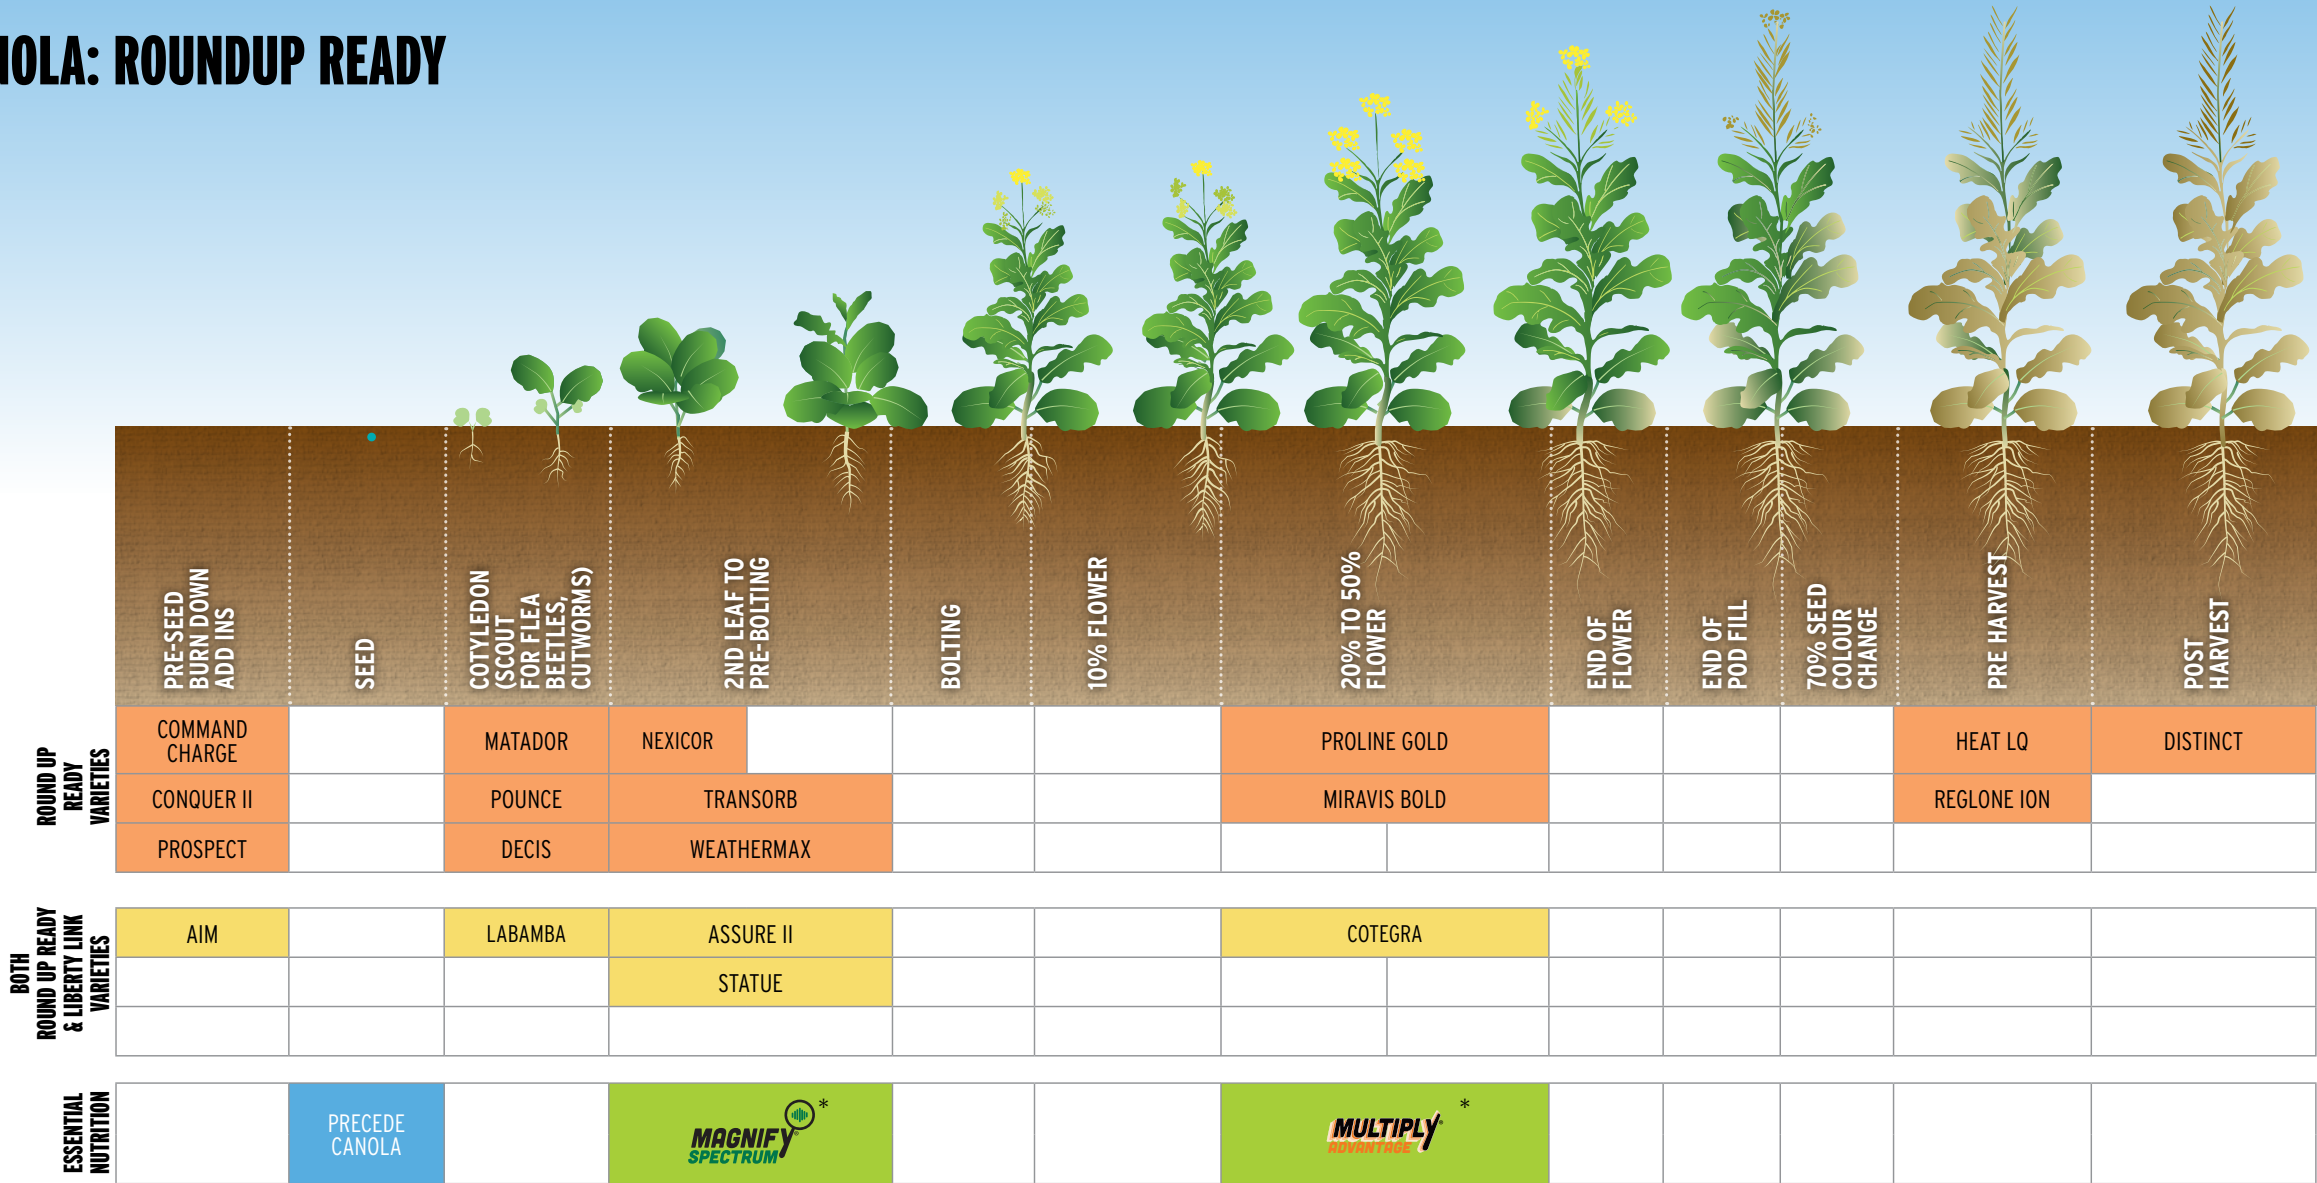 NOLA: ROUNDUP READY
PRE-SEED
BURN DOWN
ADD INS
SEED
COTYLEDON
(SCOUT
FOR FLEA
BEETLES,
CUTWORMS)
2ND LEAF TO
PRE-BOLTING
BOLTING
10% FLOWER
20% TO 50%
FLOWER
END OF
FLOWER
END OF
POD FILL
70% SEED
COLOUR
CHANGE
PRE HARVEST
POST
HARVEST
ROUND UP
READY
VARIETIES
COMMAND
CHARGE
MATADOR
NEXICOR
PROLINE GOLD
HEAT LQ
DISTINCT
CONQUER II
POUNCE
TRANSORB
MIRAVIS BOLD
REGLONE ION
PROSPECT
DECIS
WEATHERMAX
BOTH
ROUND UP READY
& LIBERTY LINK
VARIETIES
AIM
LABAMBA
ASSURE II
COTEGRA
STATUE
ESSENTIAL
NUTRITION
PRECEDE
CANOLA
MAGNIFY® *
SPECTRUM
MULTIPLY® *
ADVANTAGE